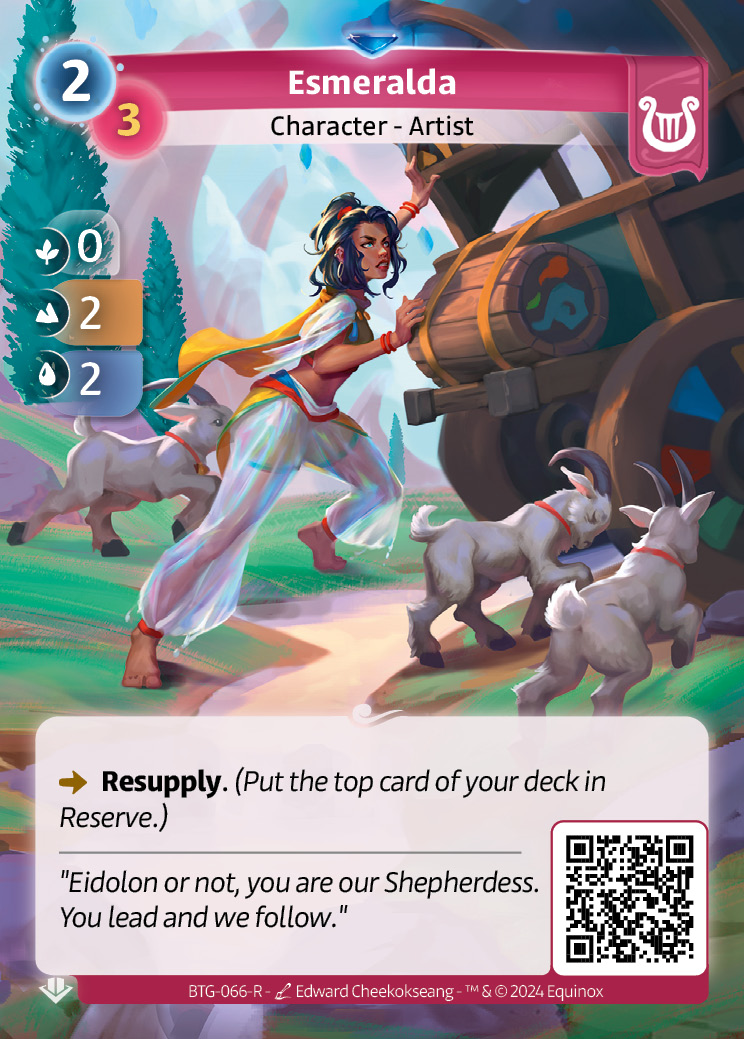 2
Esmeralda
3
Character - Artist
0
2
2
Resupply. (Put the top card of your deck in
Reserve.)
"Eidolon or not, you are our Shepherdess.
You lead and we follow."
BTG-066-R - Edward Cheekokseang - ™ & © 2024 Equinox